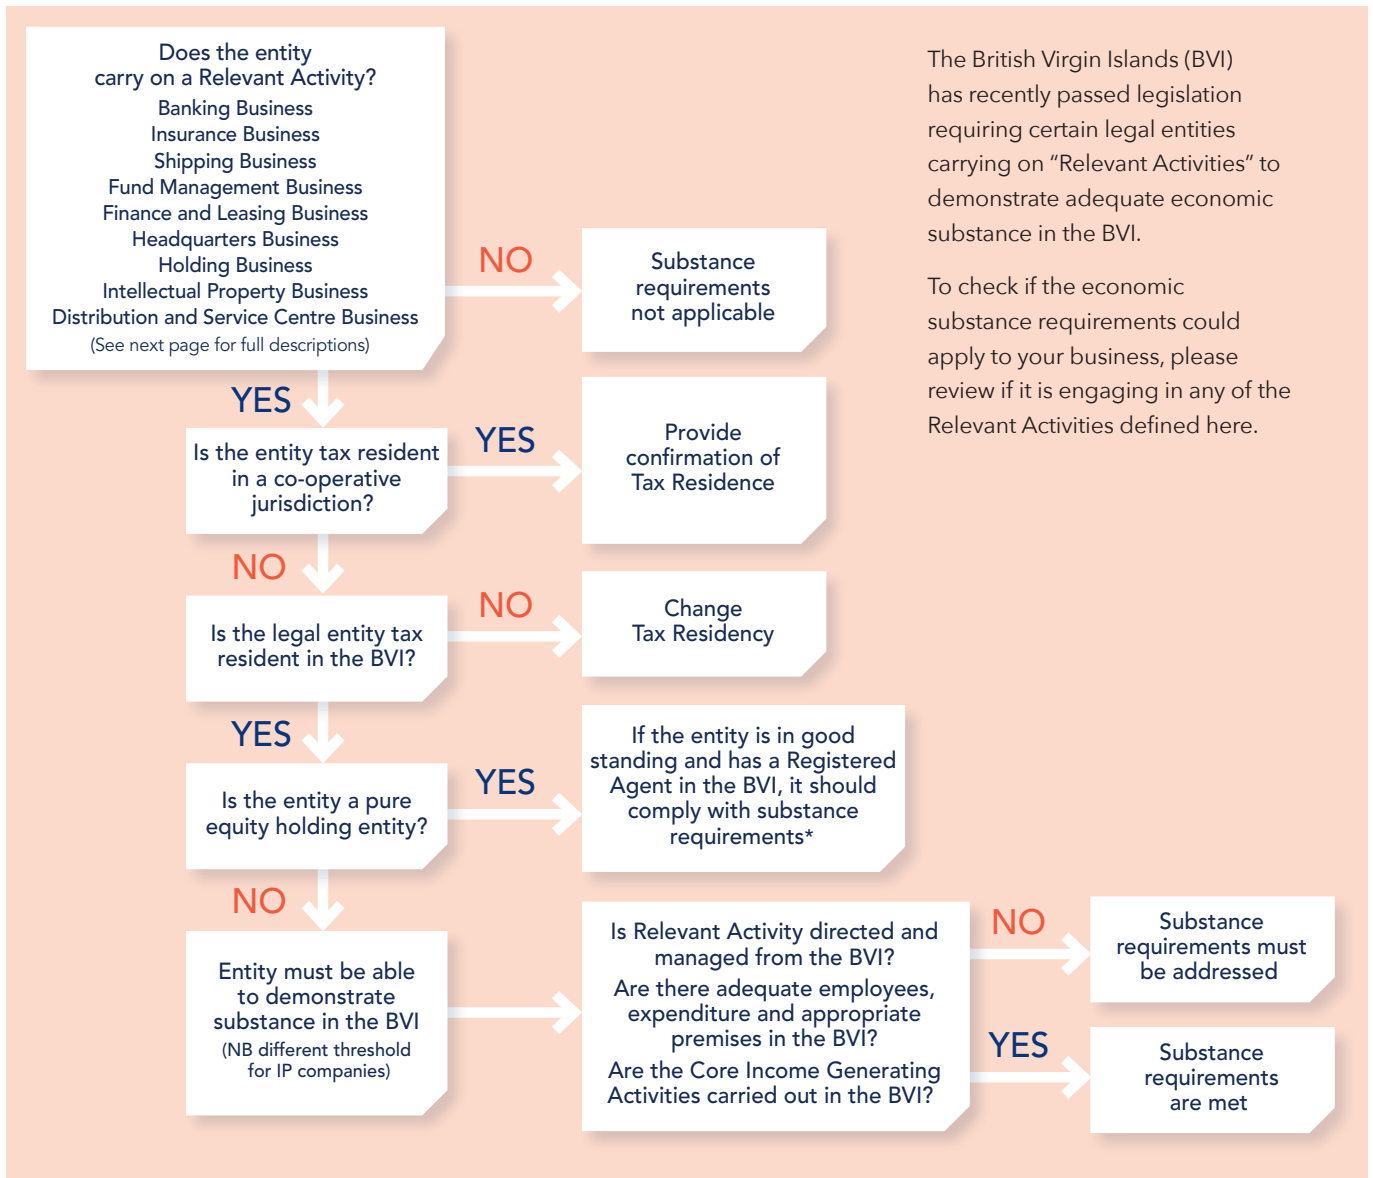 Does the entity
carry on a Relevant Activity?
Banking Business
Insurance Business
Shipping Business
Fund Management Business
Finance and Leasing Business
Headquarters Business
Holding Business
Intellectual Property Business
Distribution and Service Centre Business
(See next page for full descriptions)
NO
Substance
requirements
not applicable
The British Virgin Islands (BVI)
has recently passed legislation
requiring certain legal entities
carrying on “Relevant Activities” to
demonstrate adequate economic
substance in the BVI.
To check if the economic
substance requirements could
apply to your business, please
review if it is engaging in any of the
Relevant Activities defined here.
YES
Is the entity tax resident
in a co-operative
jurisdiction?
YES
Provide
confirmation of
Tax Residence
NO
Is the legal entity tax
resident in the BVI?
NO
Change
Tax Residency
YES
Is the entity a pure
equity holding entity?
YES
If the entity is in good
standing and has a Registered
Agent in the BVI, it should
comply with substance
requirements*
NO
Entity must be able
to demonstrate
substance in the BVI
(NB different threshold
for IP companies)
Is Relevant Activity directed and
managed from the BVI?
Are there adequate employees,
expenditure and appropriate
premises in the BVI?
Are the Core Income Generating
Activities carried out in the BVI?
NO
Substance
requirements must
be addressed
YES
Substance
requirements
are met